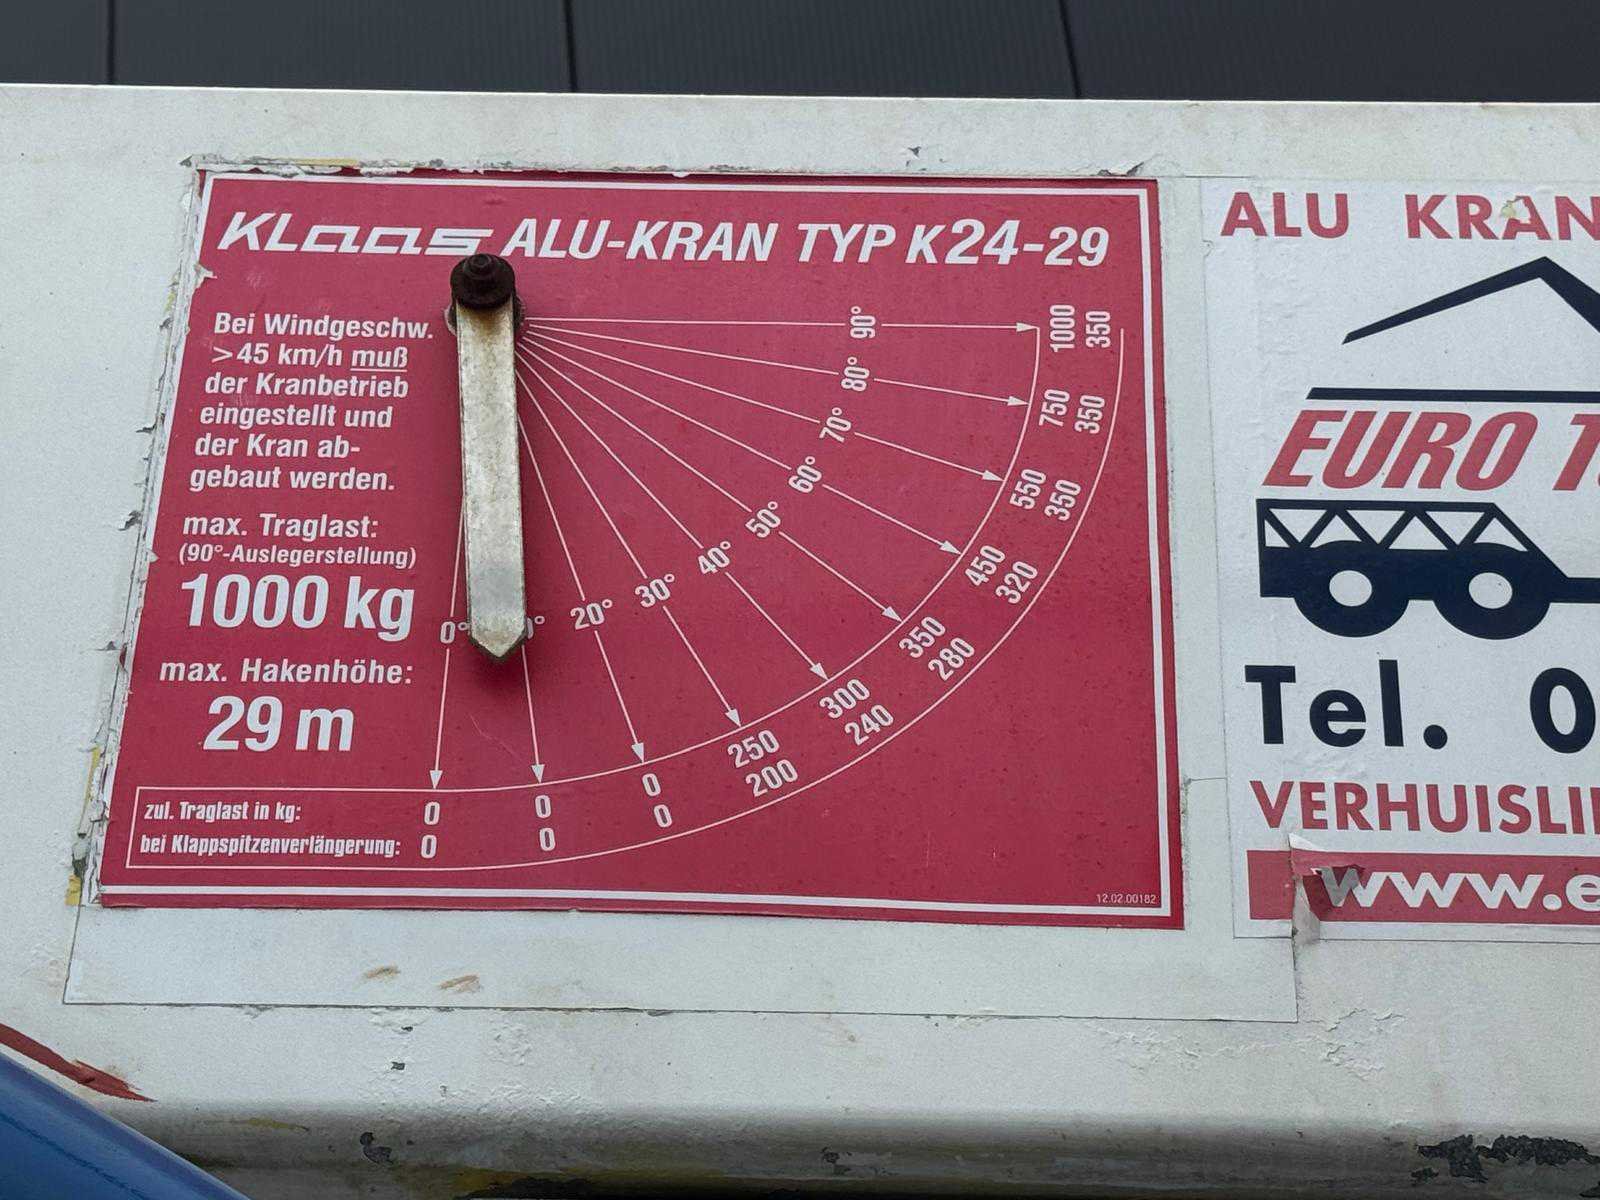 KLaas ALU-KRAN TYP K 24-29
Bei Windgeschw.
>45 km/h muß
der Kranbetrieb
eingestellt und
der Kran ab-
gebaut werden.
max. Traglast:
(90°-Auslegerstellung)
1000 kg
max. Hakenhöhe:
29 m
90° 1000 350
80° 750 350
70° 550 350
60° 450 320
50° 350 280
40° 300 240
30° 250 200
20° 0 0
0 0
0° 0 0
zul. Traglast in kg:
bei Klappspitzenverlängerung:
12.02.00182
ALU KRAN
EURO
Tel. 0
VERHUISLI
www.e